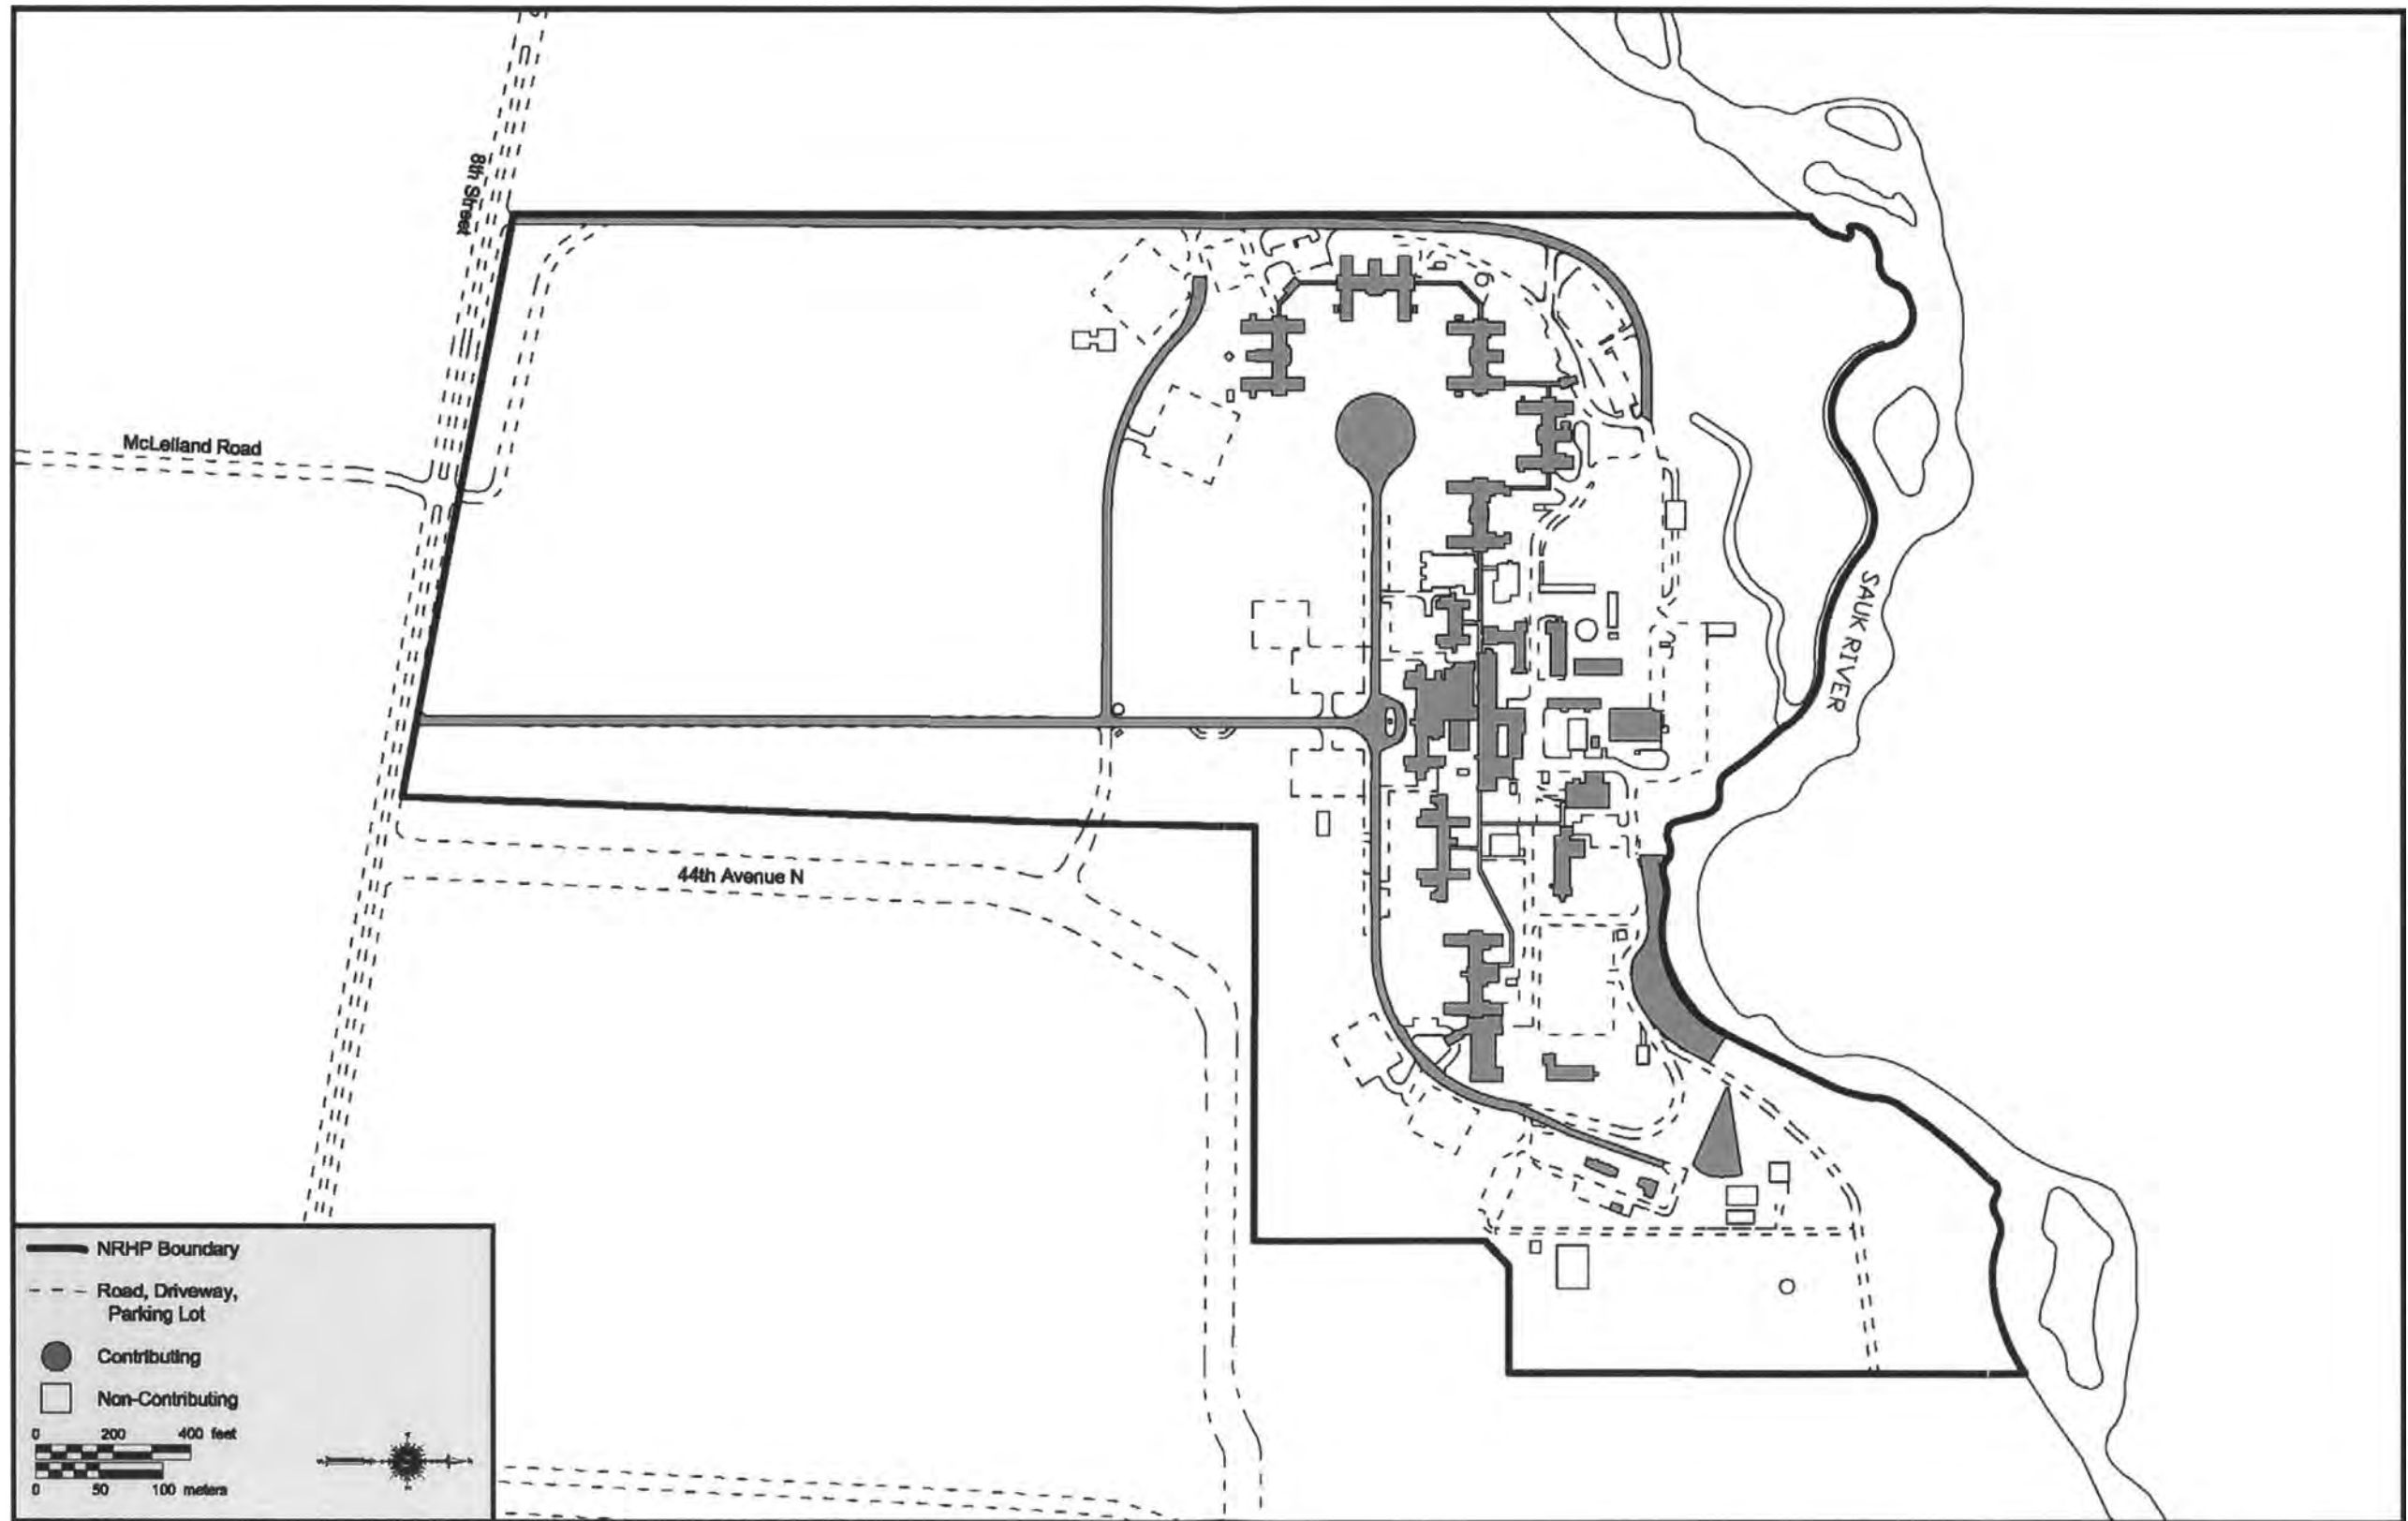 8th Street
McLelland Road
SAUK RIVER
44th Avenue N
NRHP Boundary
Road, Driveway,
Parking Lot
Contributing
Non-Contributing
0 200 400 feet
0 50 100 meters